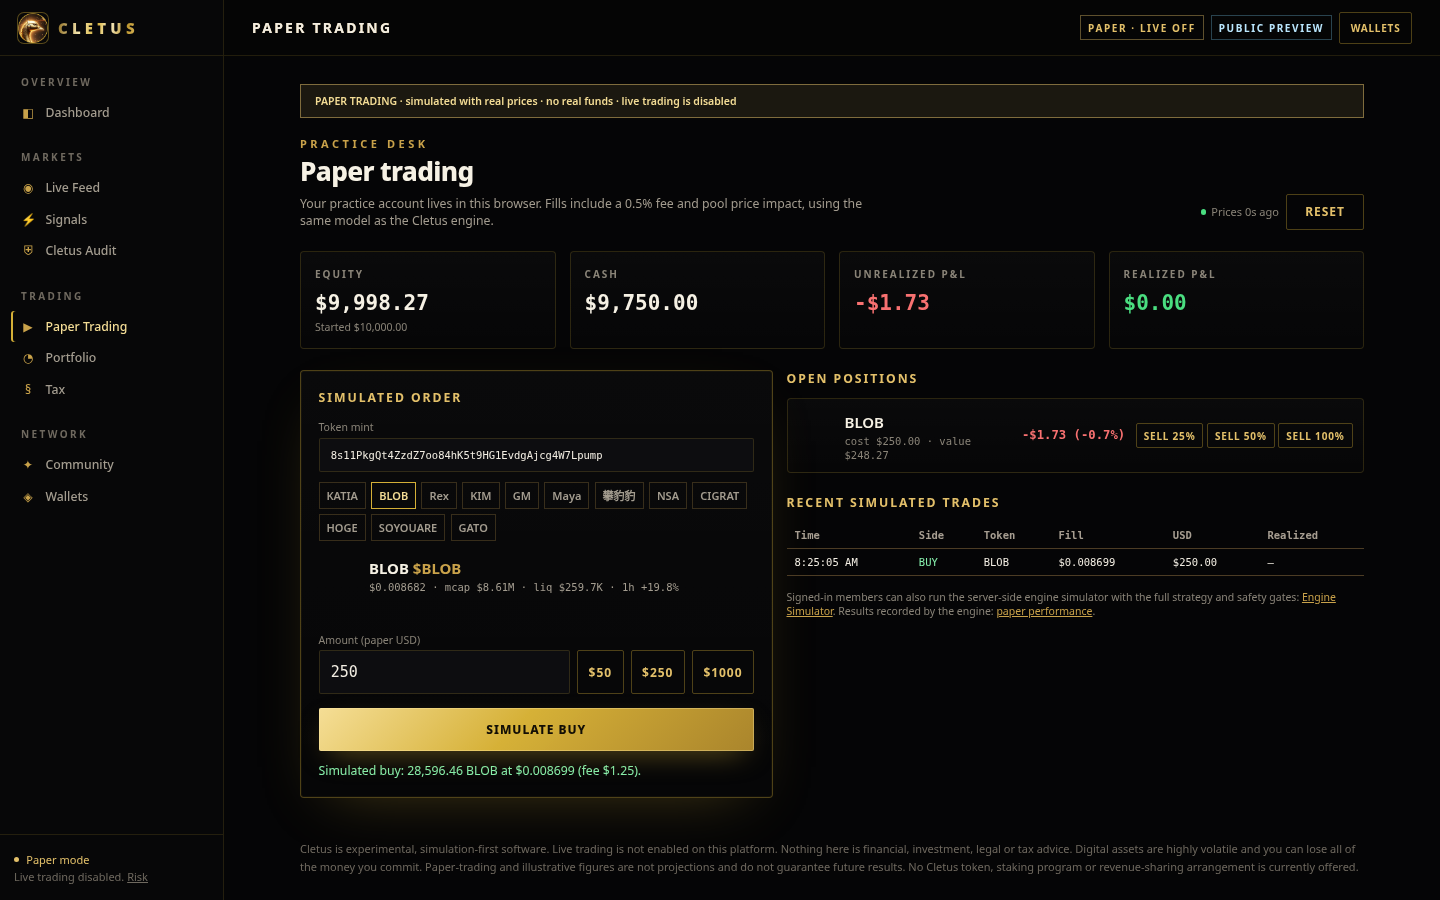 CLETUS
PAPER TRADING
PAPER · LIVE OFF
PUBLIC PREVIEW
WALLETS
OVERVIEW
Dashboard
MARKETS
Live Feed
Signals
Cletus Audit
TRADING
Paper Trading
Portfolio
§ Tax
NETWORK
Community
Wallets
Paper mode
Live trading disabled. Risk
PAPER TRADING · simulated with real prices · no real funds · live trading is disabled
PRACTICE DESK
Paper trading
Your practice account lives in this browser. Fills include a 0.5% fee and pool price impact, using the
same model as the Cletus engine.
Prices 0s ago
RESET
EQUITY
$9,998.27
Started $10,000.00
CASH
$9,750.00
UNREALIZED P&L
-$1.73
REALIZED P&L
$0.00
SIMULATED ORDER
Token mint
8s11PkgQt4ZzdZ7oo84hK5t9HG1EvdgAjcg4W7Lpump
KATIA BLOB Rex KIM GM Maya 攀豹豹 NSA CIGRAT
HOGE SOYOUARE GATO
BLOB $BLOB
$0.008682 · mcap $8.61M · liq $259.7K · 1h +19.8%
Amount (paper USD)
250 $50 $250 $1000
SIMULATE BUY
Simulated buy: 28,596.46 BLOB at $0.008699 (fee $1.25).
OPEN POSITIONS
BLOB
cost $250.00 · value
$248.27
-$1.73 (-0.7%)
SELL 25% SELL 50% SELL 100%
RECENT SIMULATED TRADES
Time Side Token Fill USD Realized
8:25:05 AM BUY BLOB $0.008699 $250.00 —
Signed-in members can also run the server-side engine simulator with the full strategy and safety gates: Engine
Simulator. Results recorded by the engine: paper performance.
Cletus is experimental, simulation-first software. Live trading is not enabled on this platform. Nothing here is financial, investment, legal or tax advice. Digital assets are highly volatile and you can lose all of
the money you commit. Paper-trading and illustrative figures are not projections and do not guarantee future results. No Cletus token, staking program or revenue-sharing arrangement is currently offered.